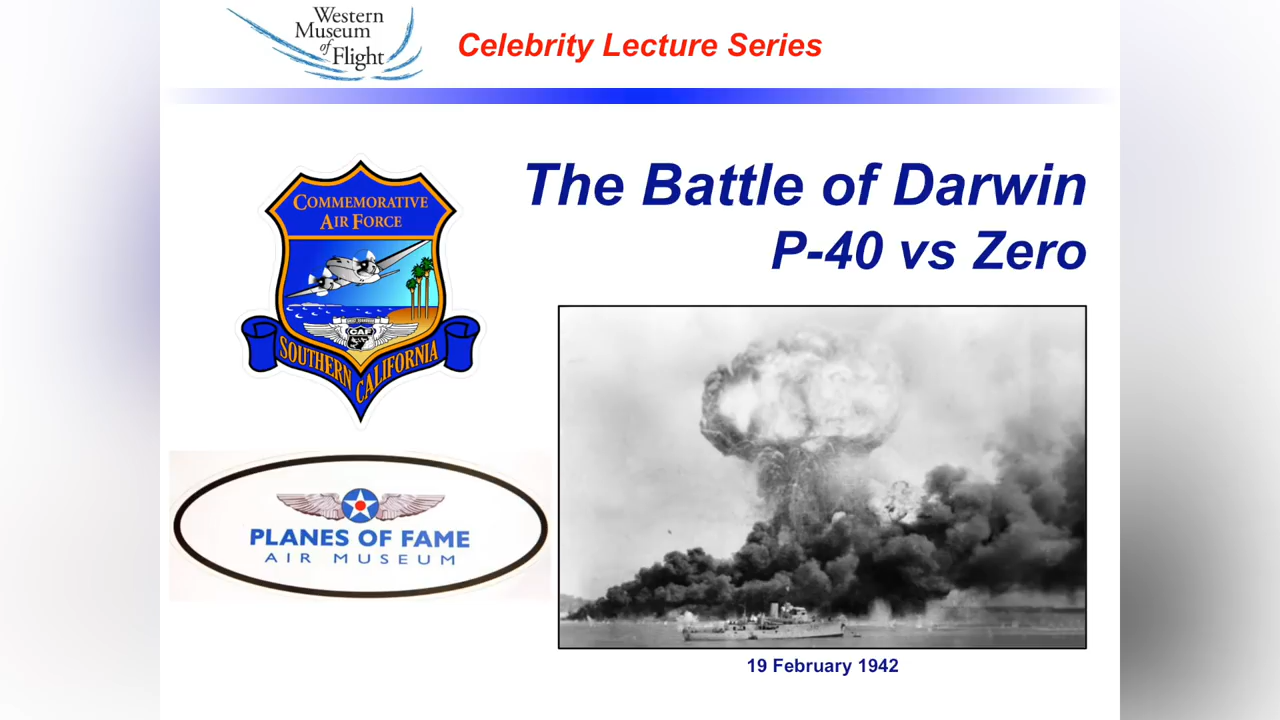 Western
Museum
of
Flight
Celebrity Lecture Series
The Battle of Darwin
P-40 vs Zero
COMMEMORATIVE
AIR FORCE
CAF
SOUTHERN CALIFORNIA
PLANES OF FAME
AIR MUSEUM
19 February 1942